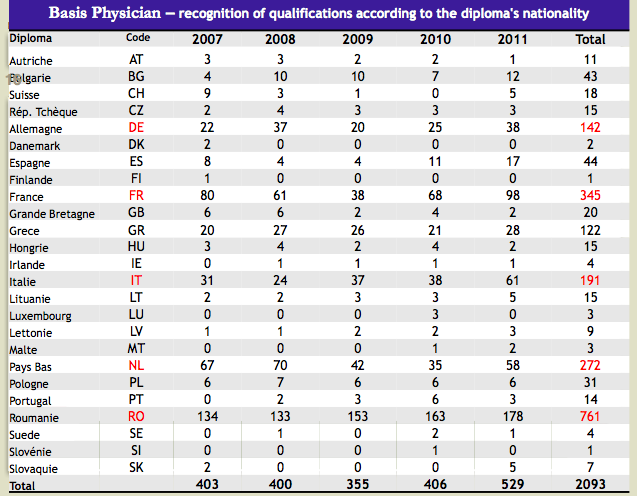 Basis Physician — recognition of qualifications according to the diploma's nationality
Diploma Code 2007 2008 2009 2010 2011 Total
Autriche AT 3 3 2 2 1 11
Bulgarie BG 4 10 10 7 12 43
Suisse CH 9 3 1 0 5 18
Rép. Tchèque CZ 2 4 3 3 3 15
Allemagne DE 22 37 20 25 38 142
Danemark DK 2 0 0 0 0 2
Espagne ES 8 4 4 11 17 44
Finlande FI 1 0 0 0 0 1
France FR 80 61 38 68 98 345
Grande Bretagne GB 6 6 2 4 2 20
Grece GR 20 27 26 21 28 122
Hongrie HU 3 4 2 4 2 15
Irlande IE 0 1 1 1 1 4
Italie IT 31 24 37 38 61 191
Lituanie LT 2 2 3 3 5 15
Luxembourg LU 0 0 0 3 0 3
Lettonie LV 1 1 2 2 3 9
Malte MT 0 0 0 1 2 3
Pays Bas NL 67 70 42 35 58 272
Pologne PL 6 7 6 6 6 31
Portugal PT 0 2 3 6 3 14
Roumanie RO 134 133 153 163 178 761
Suede SE 0 1 0 2 1 4
Slovénie SI 0 0 0 1 0 1
Slovaquie SK 2 0 0 0 5 7
Total 403 400 355 406 529 2093